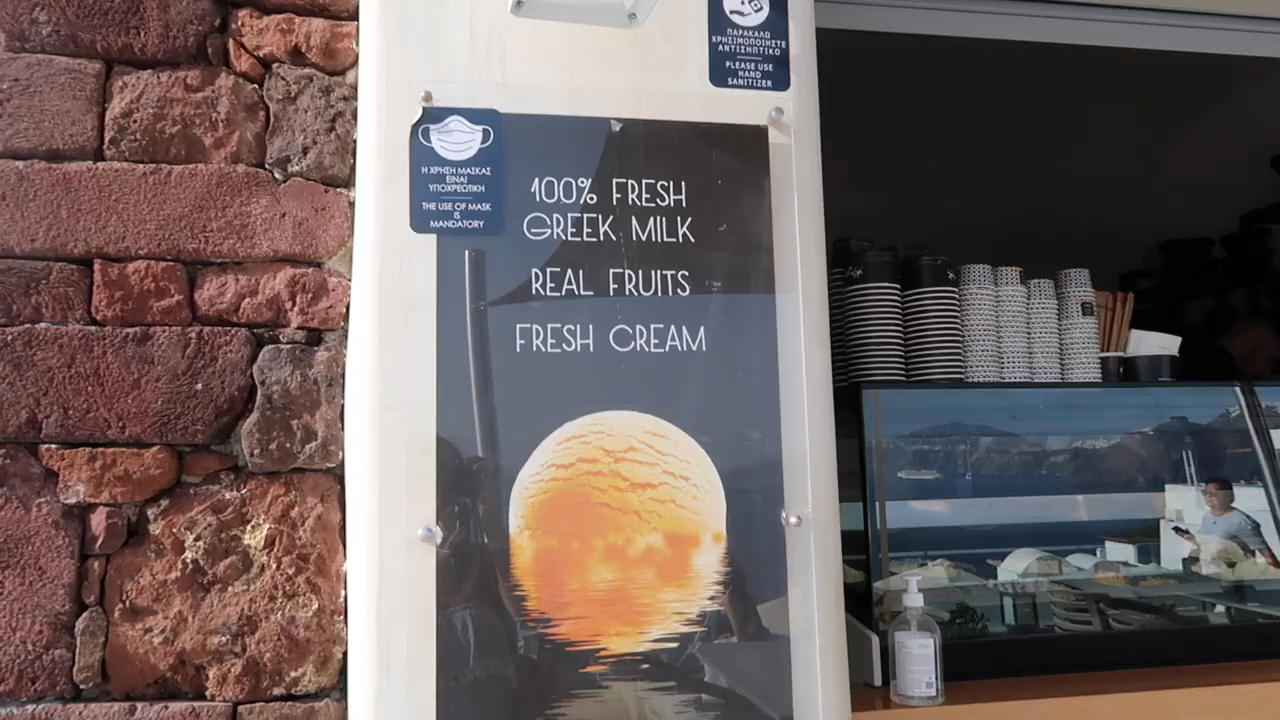 ΠΑΡΑΚΑΛΩ
ΧΡΗΣΙΜΟΠΟΙΗΣΤΕ
ΑΝΤΙΣΗΠΤΙΚΟ
PLEASE USE
HAND
SANITIZER
Η ΧΡΗΣΗ ΜΑΣΚΑΣ
ΕΙΝΑΙ
ΥΠΟΧΡΕΩΤΙΚΗ
THE USE OF MASK
IS
MANDATORY
100% FRESH
GREEK MILK
REAL FRUITS
FRESH CREAM